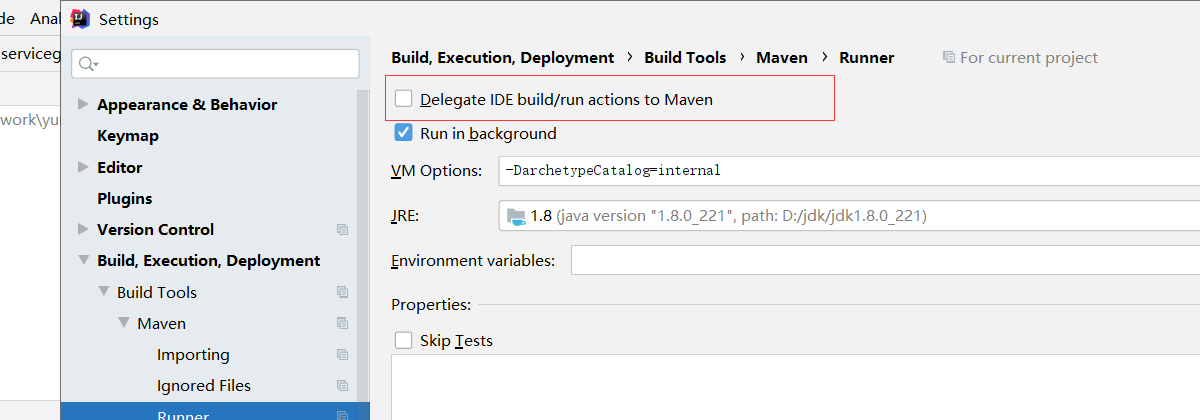 de Anal
Settings
serviceg
work\yu
Appearance & Behavior
Keymap
Editor
Plugins
Version Control
Build, Execution, Deployment
Build Tools
Maven
Importing
Ignored Files
Runner
Build, Execution, Deployment › Build Tools › Maven › Runner For current project
Delegate IDE build/run actions to Maven
Run in background
VM Options: -DarchetypeCatalog=internal
JRE: 1.8 (java version "1.8.0_221", path: D:/jdk/jdk1.8.0_221)
Environment variables:
Properties:
Skip Tests